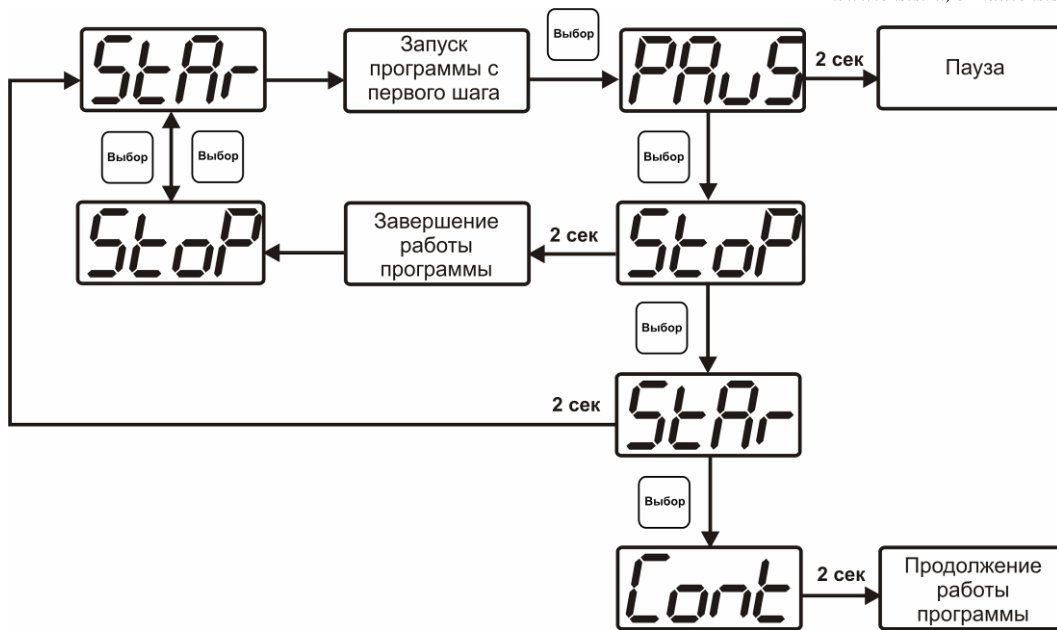 StAr
Запуск
программы с
первого шага
Выбор
PAuS
2 сек
Пауза
Выбор
Выбор
Выбор
StoP
Завершение
работы
программы
2 сек
StoP
Выбор
2 сек
StAr
Выбор
Cont
2 сек
Продолжение
работы
программы